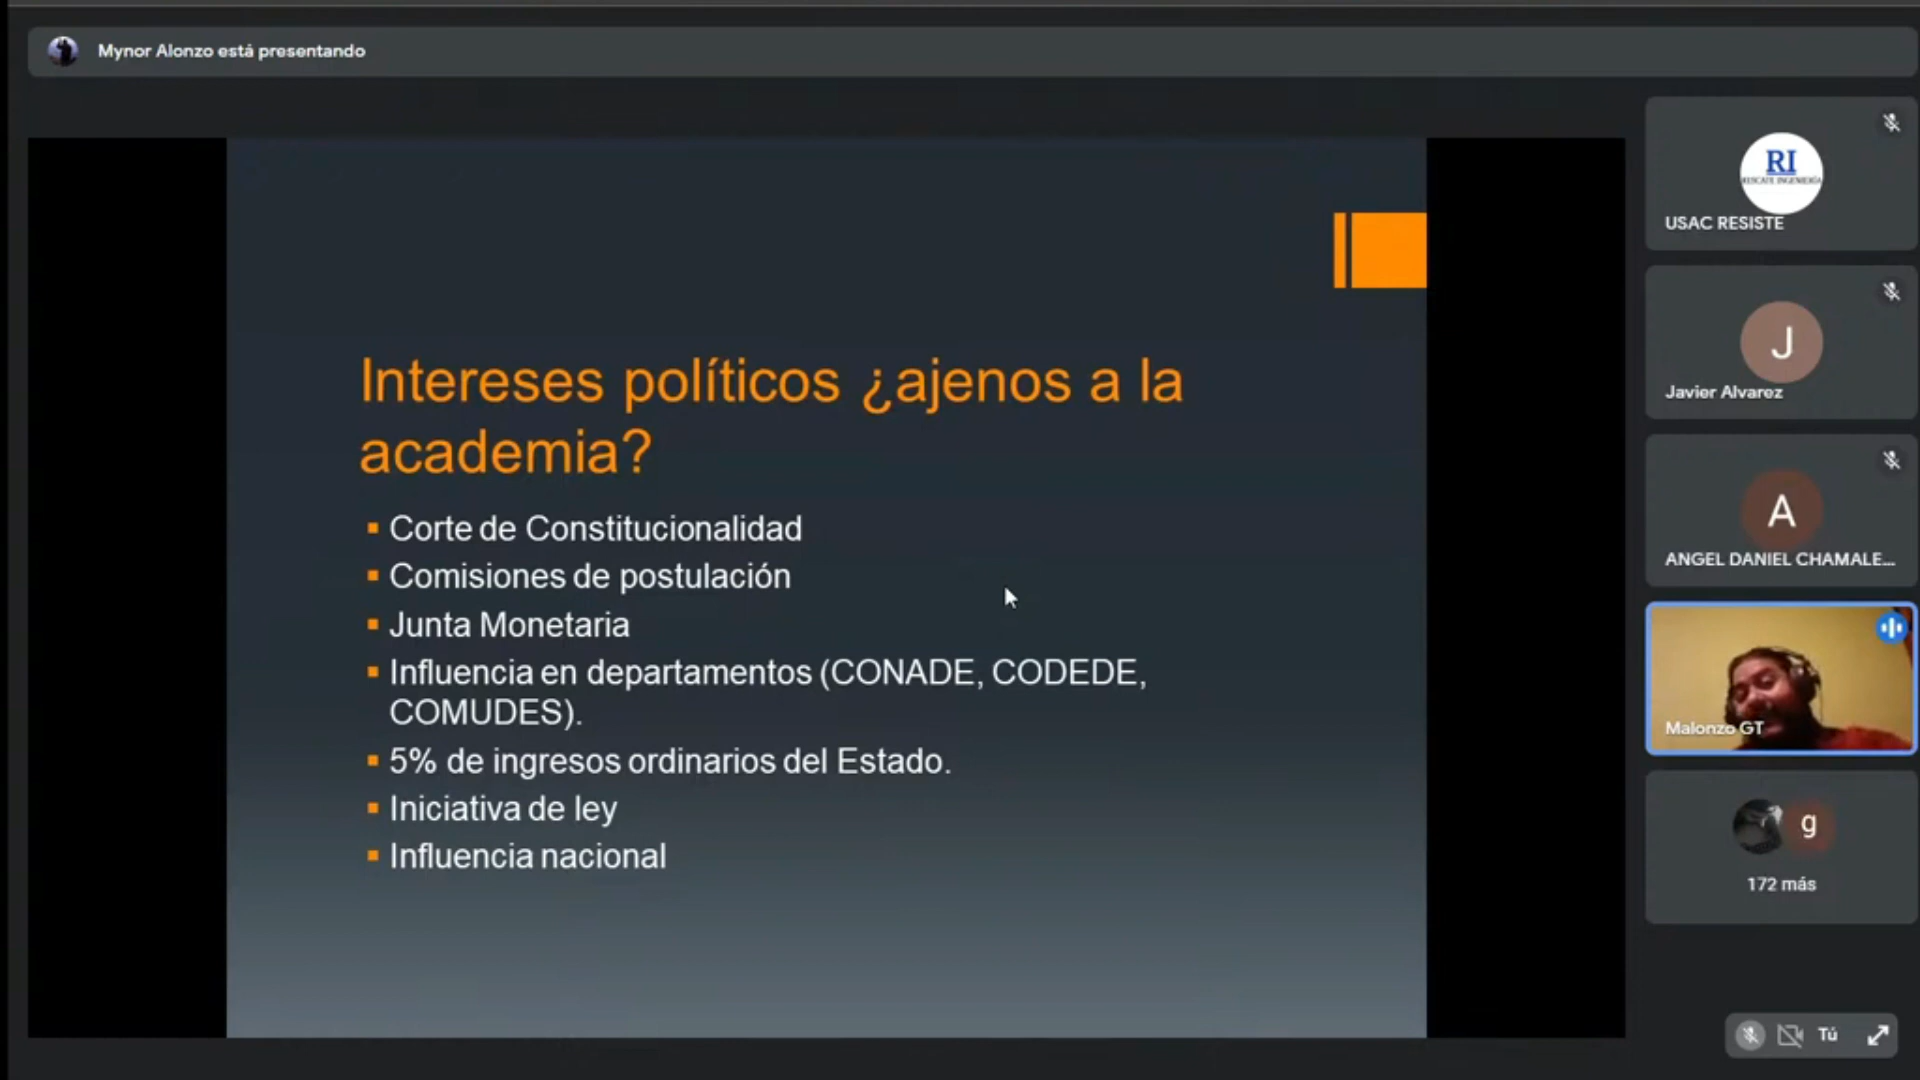 Mynor Alonzo está presentando
Intereses políticos ¿ajenos a la
academia?
Corte de Constitucionalidad
Comisiones de postulación
Junta Monetaria
Influencia en departamentos (CONADE, CODEDE,
COMUDES).
5% de ingresos ordinarios del Estado.
Iniciativa de ley
Influencia nacional
RI
RESCATE INGENIERÍA
USAC RESISTE
J
Javier Alvarez
A
ANGEL DANIEL CHAMALE...
Malonzo GT
g
172 más
Tú